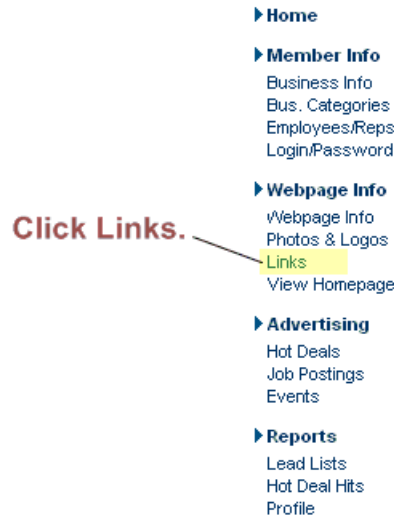 Home
Member Info
Business Info
Bus. Categories
Employees/Reps
Login/Password
Webpage Info
Webpage Info
Photos & Logos
Click Links.
Links
View Homepage
Advertising
Hot Deals
Job Postings
Events
Reports
Lead Lists
Hot Deal Hits
Profile